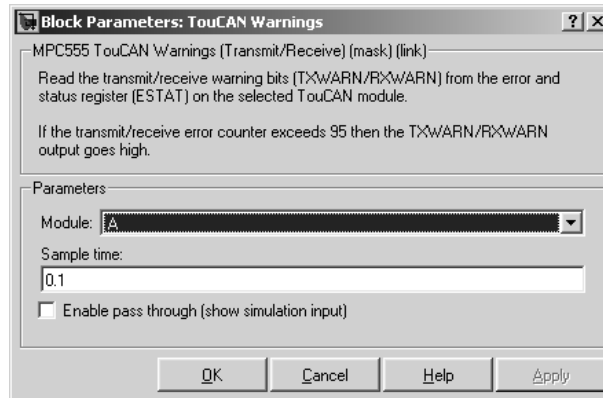 Block Parameters: TouCAN Warnings
MPC555 TouCAN Warnings (Transmit/Receive) (mask) (link)
Read the transmit/receive warning bits (TXWARN/RXWARN) from the error and
status register (ESTAT) on the selected TouCAN module.
If the transmit/receive error counter exceeds 95 then the TXWARN/RXWARN
output goes high.
Parameters
Module: A
Sample time:
0.1
Enable pass through (show simulation input)
OK Cancel Help Apply